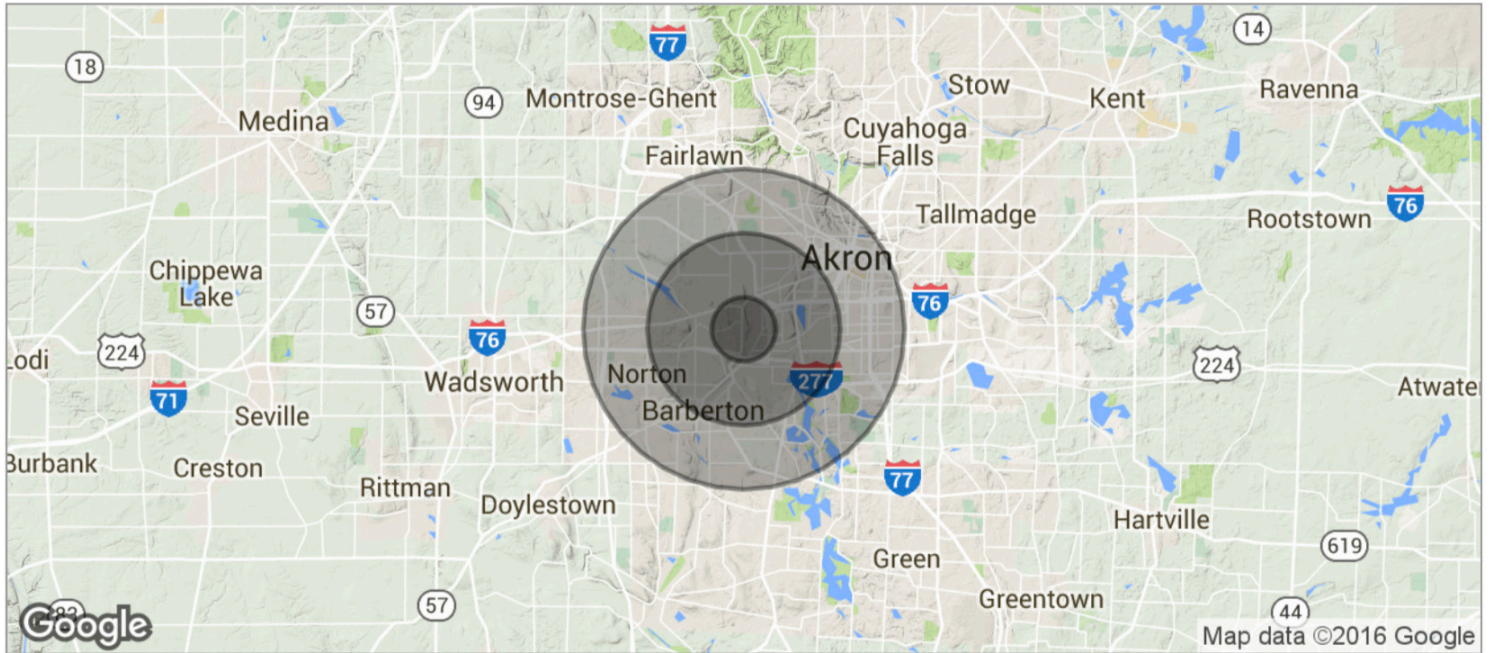 77
14
18
Stow
Ravenna
94
Montrose-Ghent
Kent
Medina
Cuyahoga
Falls
Fairlawn
76
Tallmadge
Rootstown
Akron
Chippewa
Lake
76
57
76
224
Lodi
224
Norton
277
Wadsworth
71
Atwater
Barberton
Seville
Burbank
Creston
77
Rittman
Doylestown
Hartville
619
Green
57
Greentown
44
83
Google
Map data ©2016 Google